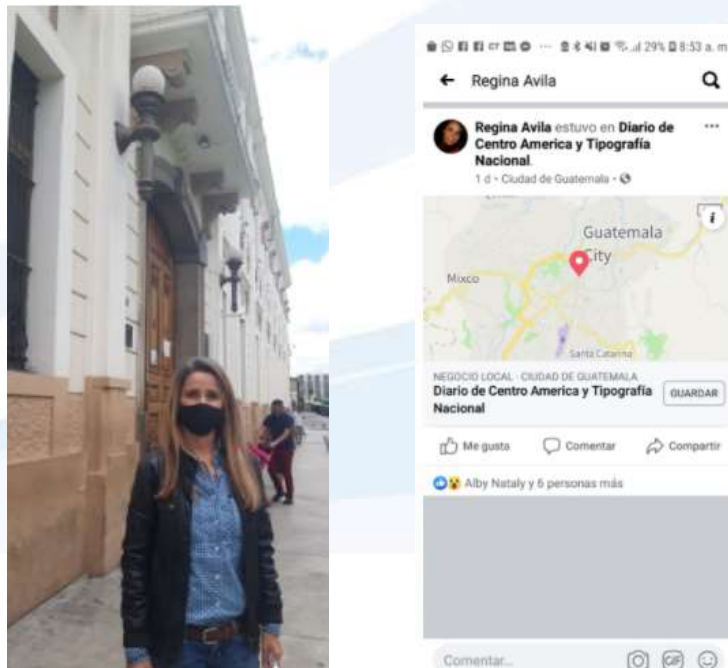 29% 8:53 a. m
Regina Avila
Regina Avila estuvo en Diario de
Centro America y Tipografía
Nacional.
1 d · Ciudad de Guatemala ·
Guatemala
City
Mixco
Santa Catarina
NEGOCIO LOCAL · CIUDAD DE GUATEMALA
Diario de Centro America y Tipografía
Nacional
GUARDAR
Me gusta
Comentar
Compartir
Alby Nataly y 6 personas más
Comentar...
GIF